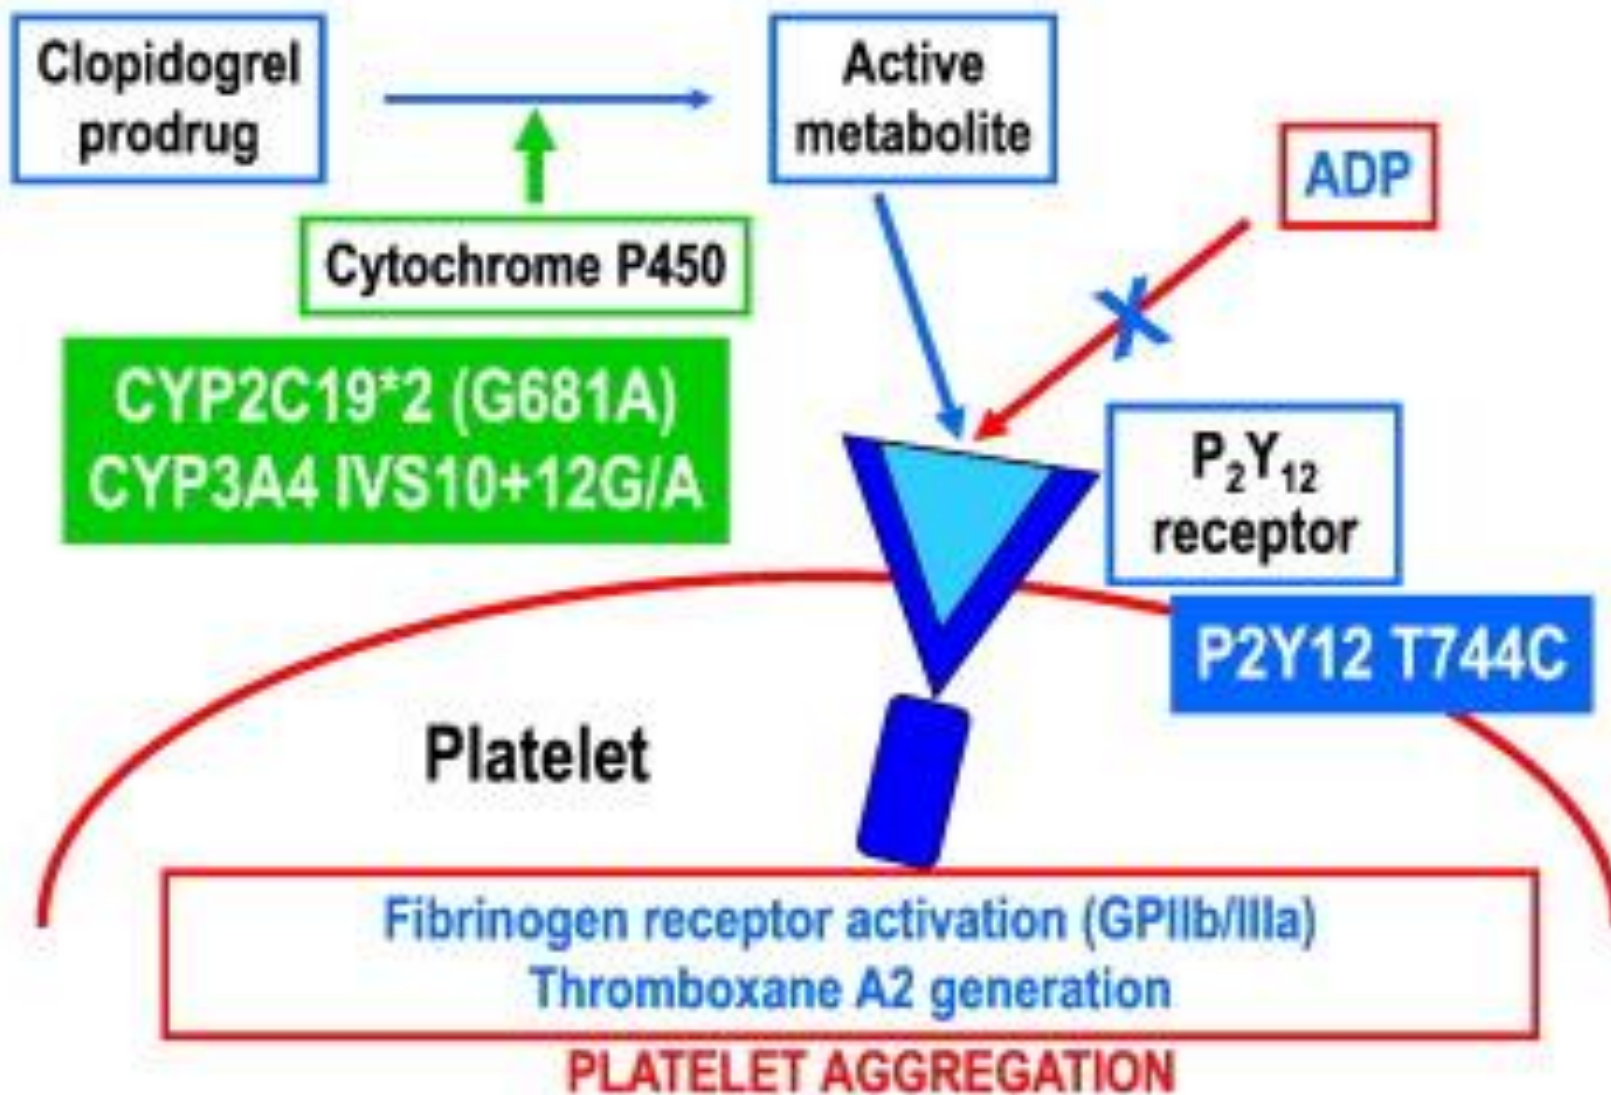 Clopidogrel
prodrug
Active
metabolite
ADP
Cytochrome P450
CYP2C19*2 (G681A)
CYP3A4 IVS10+12G/A
P₂Y₁₂
receptor
P2Y12 T744C
Platelet
Fibrinogen receptor activation (GPIIb/IIIa)
Thromboxane A2 generation
PLATELET AGGREGATION